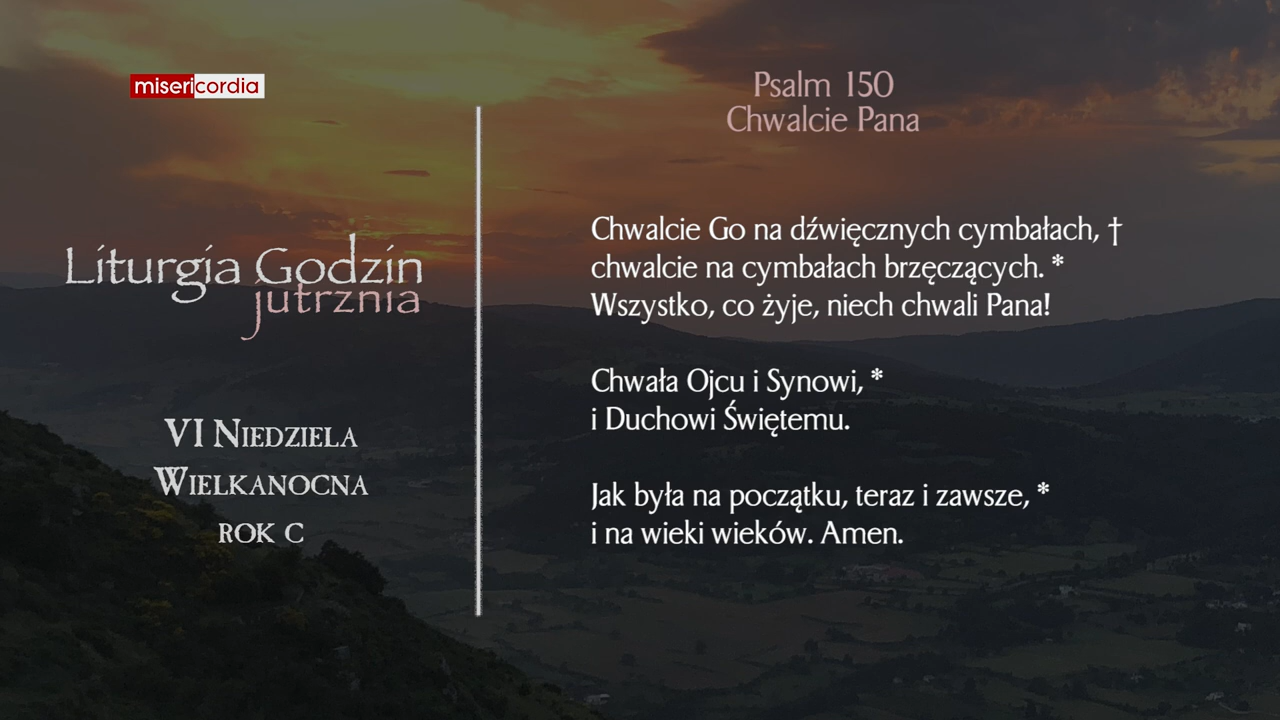 misericordia
Liturgia Godzin
jutrznia
VI Niedziela
Wielkanocna
rok C
Psalm 150
Chwalcie Pana
Chwalcie Go na dźwięcznych cymbałach, †
chwalcie na cymbałach brzęczących. *
Wszystko, co żyje, niech chwali Pana!
Chwała Ojcu i Synowi, *
i Duchowi Świętemu.
Jak była na początku, teraz i zawsze, *
i na wieki wieków. Amen.